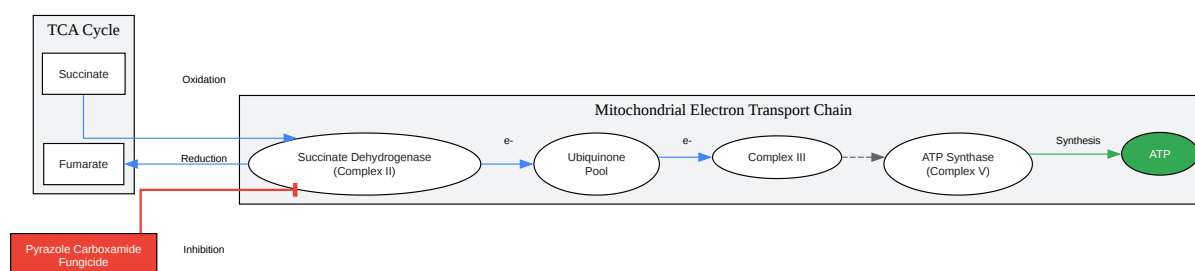 TCA Cycle
Succinate
Oxidation
Mitochondrial Electron Transport Chain
e-
e-
Synthesis
Succinate Dehydrogenase
(Complex II)
Ubiquinone
Pool
Complex III
ATP Synthase
(Complex V)
ATP
Fumarate
Reduction
Pyrazole Carboxamide
Fungicide
Inhibition